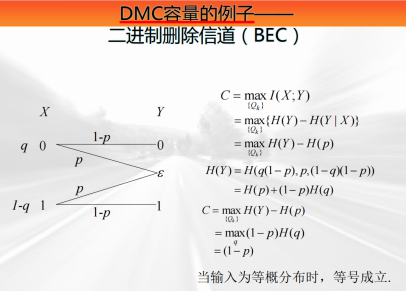 DMC容量的例子——
二进制删除信道（BEC）
X Y
q 0 1-p 0
p
ε
p
1-q 1 1-p 1
C = max I(X;Y)
{Q_k}
= max{H(Y) − H(Y | X)}
{Q_k}
= max H(Y) − H(p)
{Q_k}
H(Y) = H(q(1−p), p, (1−q)(1−p))
= H(p) + (1−p)H(q)
C = max H(Y) − H(p)
{Q_k}
= max(1−p)H(q)
q
= (1−p)
当输入为等概分布时，等号成立.